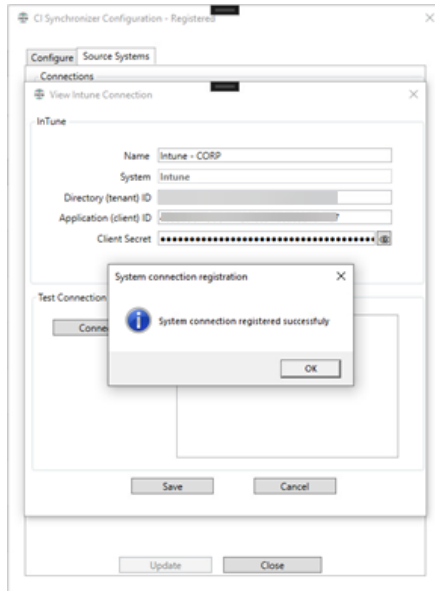 CI Synchronizer Configuration - Registered
Configure Source Systems
Connections
View Intune Connection
InTune
Name Intune - CORP
System Intune
Directory (tenant) ID
Application (client) ID
Client Secret
System connection registration
System connection registered successfuly
OK
Test Connection
Save Cancel
Update Close